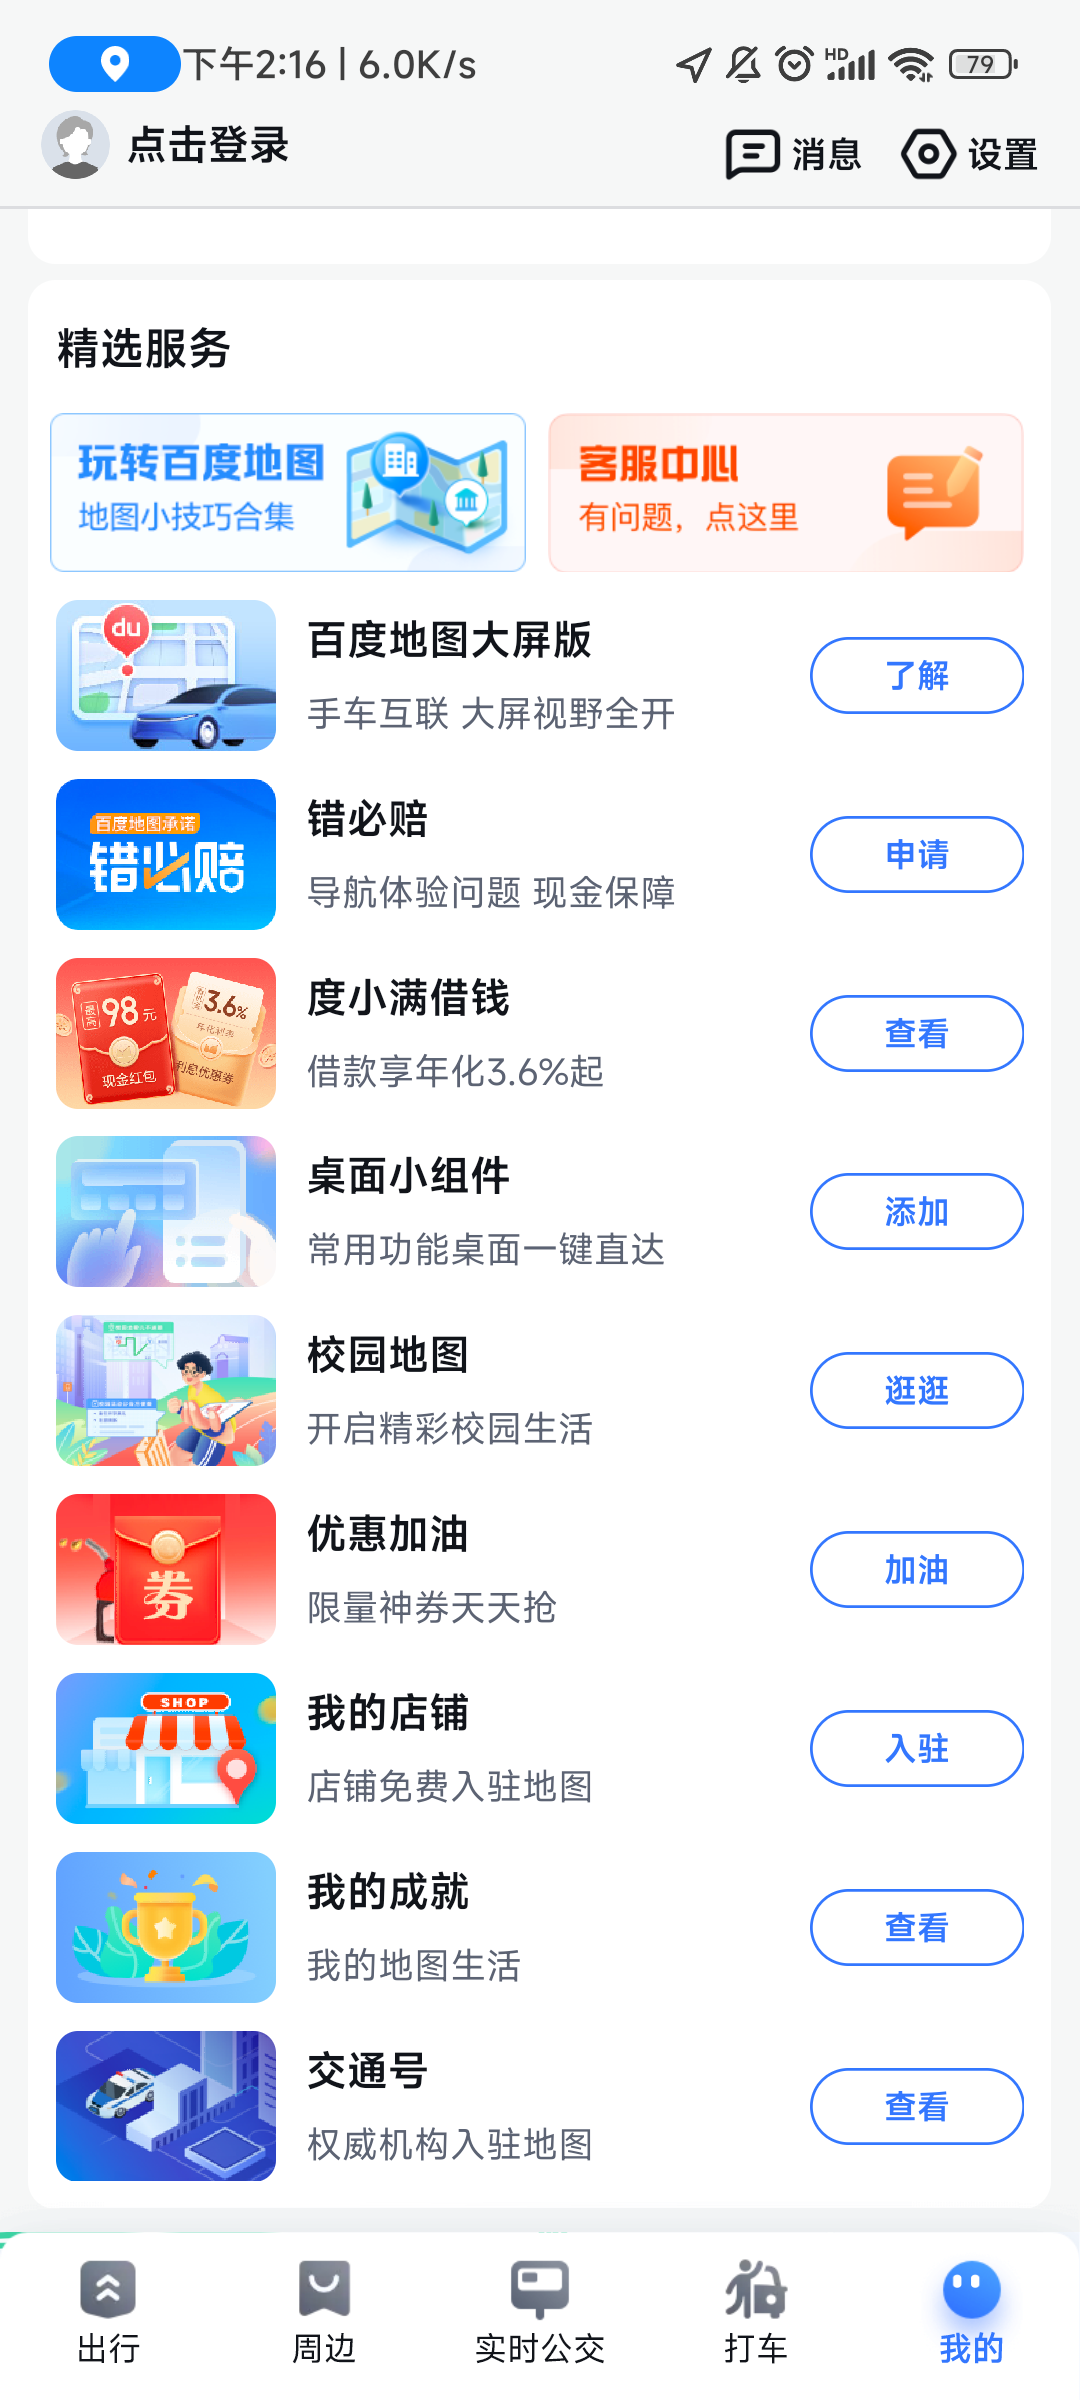 下午2:16 | 6.0K/s
HD
79
点击登录
消息
设置
精选服务
玩转百度地图
地图小技巧合集
客服中心
有问题，点这里
du
百度地图大屏版
手车互联 大屏视野全开
了解
百度地图承诺
错必赔
错必赔
导航体验问题 现金保障
申请
最高98元
现金红包
3.6%
年化利率
利息优惠券
度小满借钱
借款享年化3.6%起
查看
桌面小组件
常用功能桌面一键直达
添加
校园地图
开启精彩校园生活
逛逛
券
优惠加油
限量神券天天抢
加油
SHOP
我的店铺
店铺免费入驻地图
入驻
我的成就
我的地图生活
查看
交通号
权威机构入驻地图
查看
出行
周边
实时公交
打车
我的